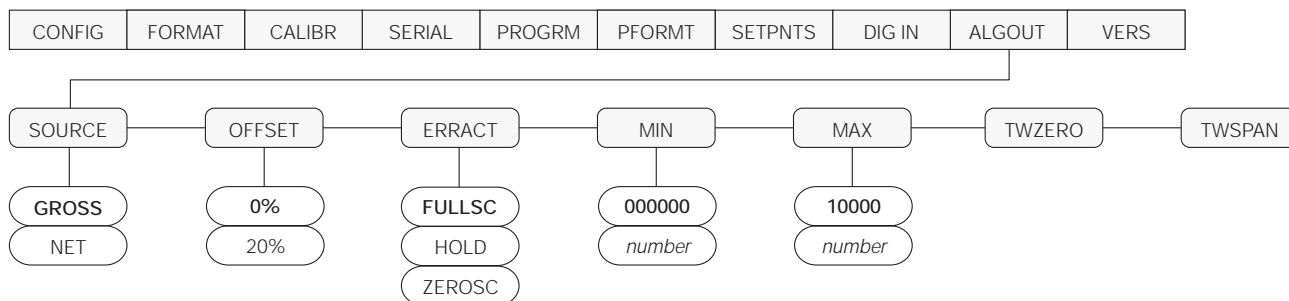 CONFIG FORMAT CALIBR SERIAL PROGRM PFORMT SETPNTS DIG IN ALGOUT VERS
SOURCE OFFSET ERRACT MIN MAX TWZERO TWSPAN
GROSS 0% FULLSC 000000 10000
NET 20% HOLD number number
ZEROSC